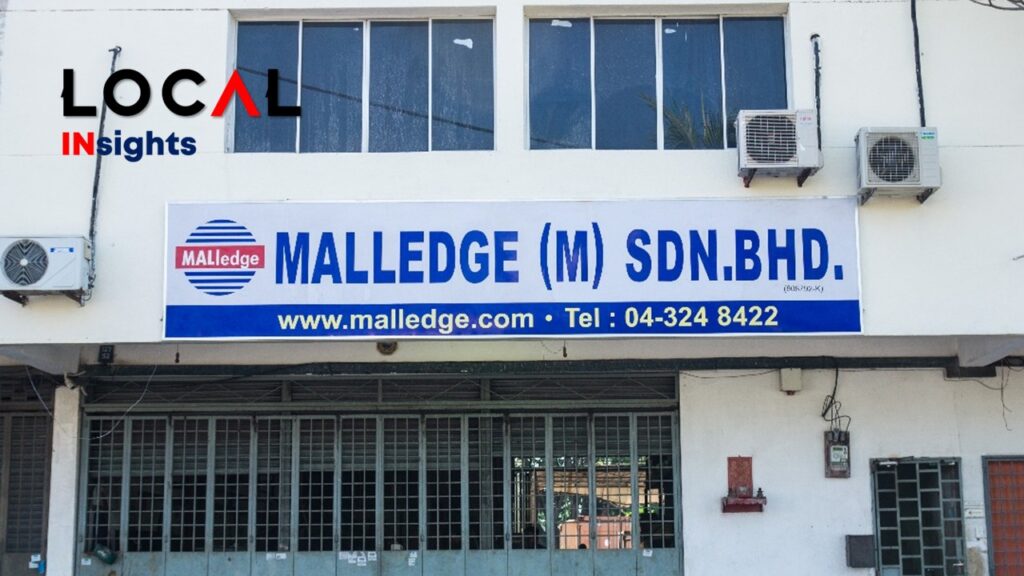 LOCAL
INsights
MALledge
MALLEDGE (M) SDN.BHD.
www.malledge.com • Tel : 04-324 8422